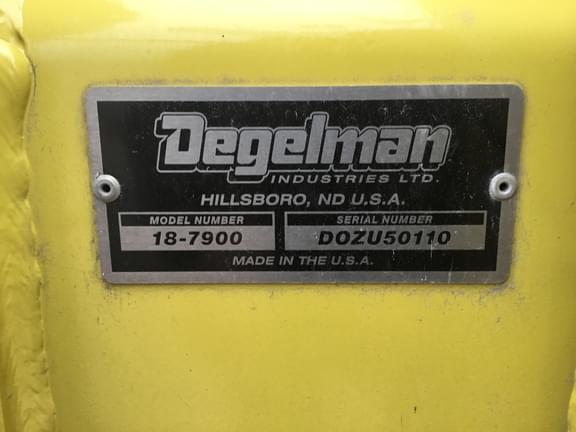 Degelman
INDUSTRIES LTD.
HILLSBORO, ND U.S.A.
MODEL NUMBER SERIAL NUMBER
18-7900 DOZU50110
MADE IN THE U.S.A.